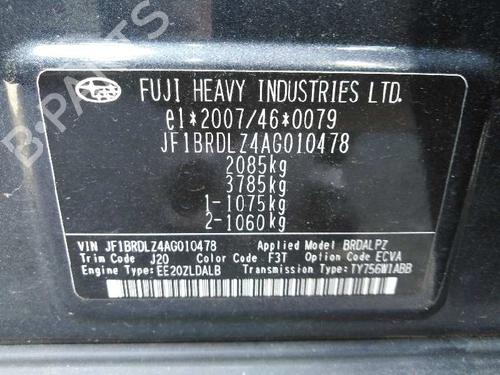 B-PARTS
FUJI HEAVY INDUSTRIES LTD.
e1*2007/46*0079
JF1BRDLZ4AG010478
2085kg
3785kg
1-1075kg
2-1060kg
VIN JF1BRDLZ4AG010478 Applied Model BRDALPZ
Trim Code J20 Color Code F3T Option Code ECVA
Engine Type:EE20ZLDALB Transmission Type:TY756W1ABB